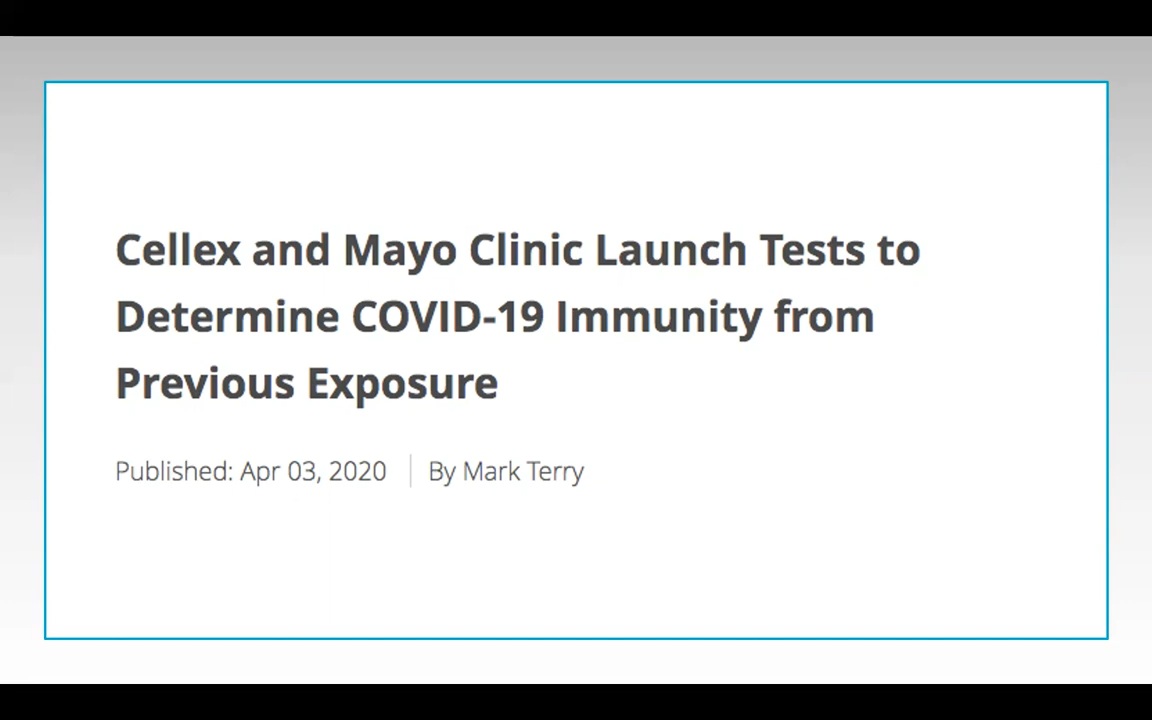 Cellex and Mayo Clinic Launch Tests to
Determine COVID-19 Immunity from
Previous Exposure
Published: Apr 03, 2020 By Mark Terry